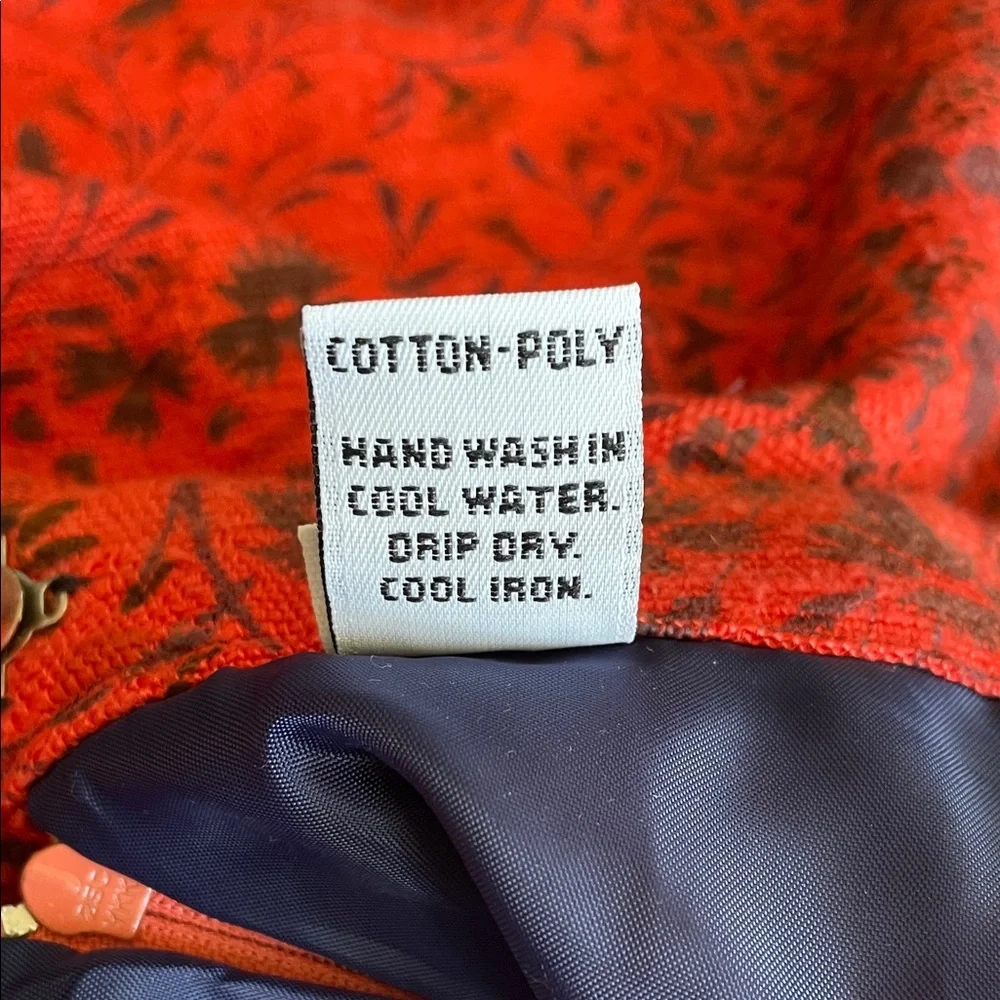 COTTON-POLY
HAND WASH IN
COOL WATER.
DRIP DRY.
COOL IRON.